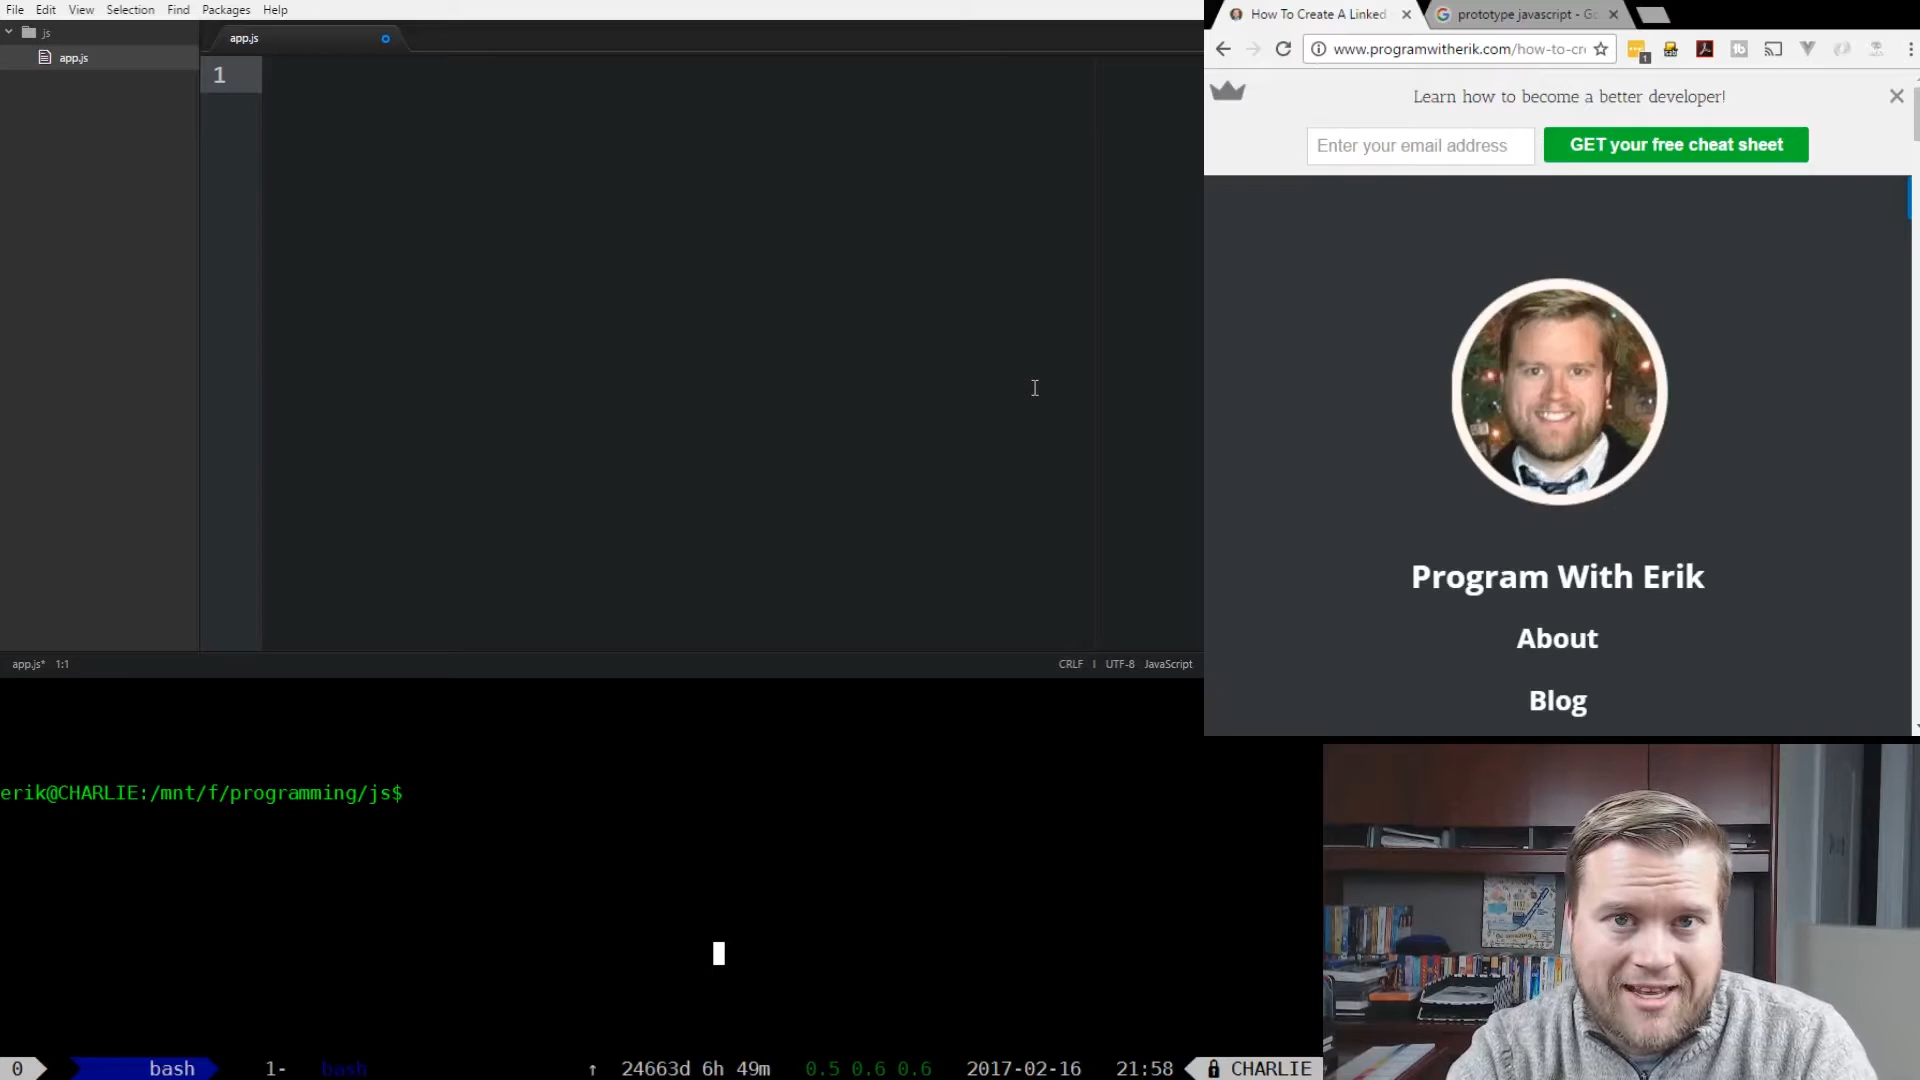 File Edit View Selection Find Packages Help
js
app.js
app.js
1
app.js* 1:1
CRLF UTF-8 JavaScript
How To Create A Linked
prototype javascript - Go
www.programwitherik.com/how-to-cr
1
Learn how to become a better developer!
Enter your email address
GET your free cheat sheet
Program With Erik
About
Blog
erik@CHARLIE:/mnt/f/programming/js$
0 bash 1- bash ↑ 24663d 6h 49m 0.5 0.6 0.6 2017-02-16 21:58 CHARLIE